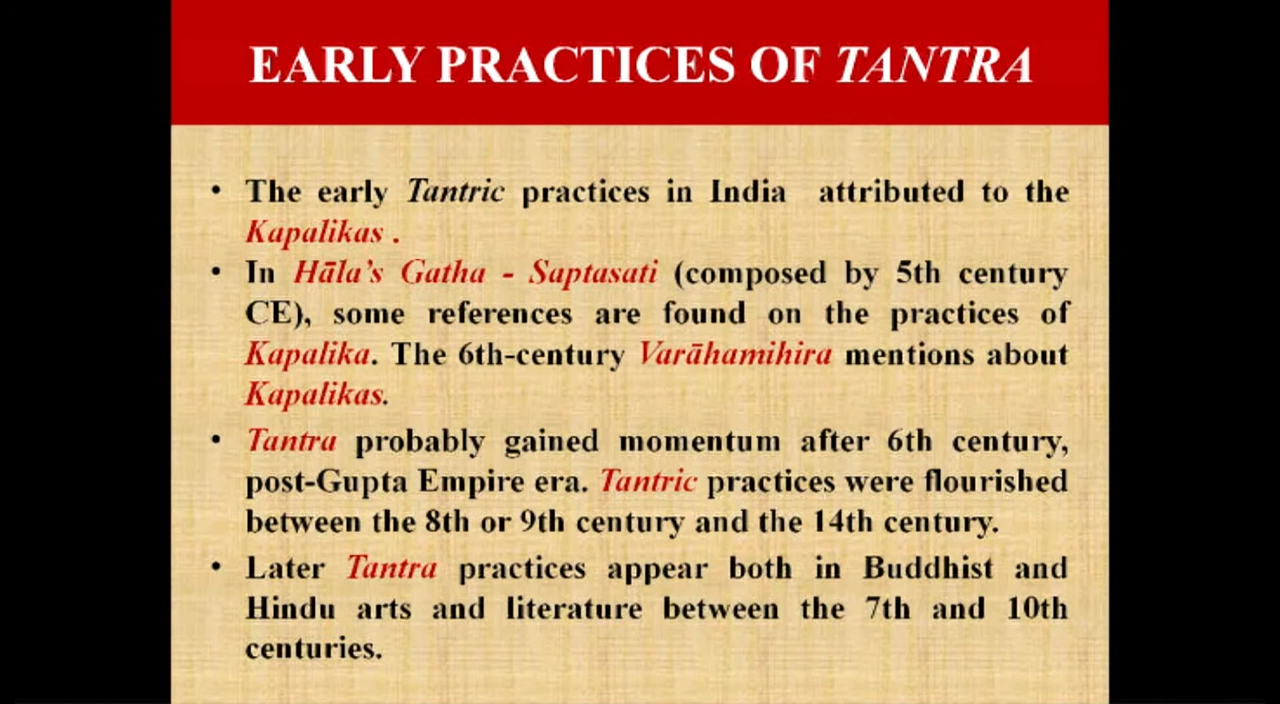 EARLY PRACTICES OF TANTRA
• The early Tantric practices in India attributed to the
Kapalikas .
• In Hāla's Gatha - Saptasati (composed by 5th century
CE), some references are found on the practices of
Kapalika. The 6th-century Varāhamihira mentions about
Kapalikas.
• Tantra probably gained momentum after 6th century,
post-Gupta Empire era. Tantric practices were flourished
between the 8th or 9th century and the 14th century.
• Later Tantra practices appear both in Buddhist and
Hindu arts and literature between the 7th and 10th
centuries.